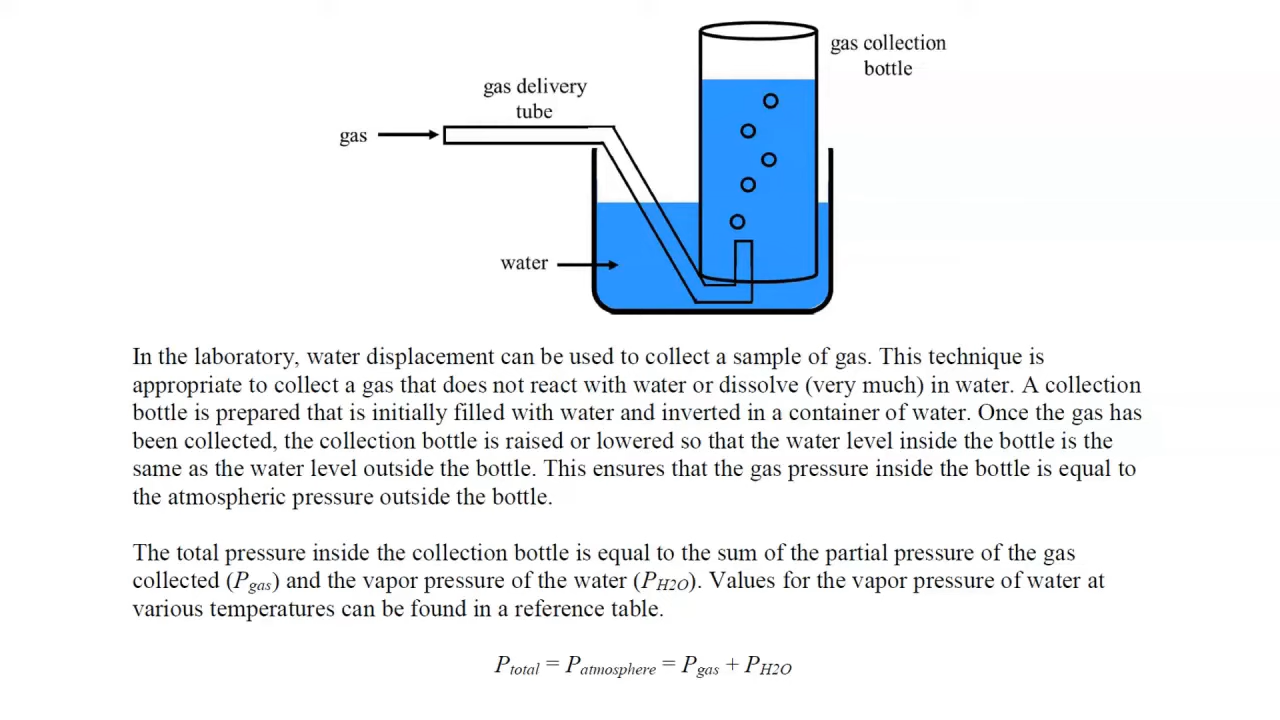 gas collection
bottle
gas delivery
tube
gas
water
In the laboratory, water displacement can be used to collect a sample of gas. This technique is
appropriate to collect a gas that does not react with water or dissolve (very much) in water. A collection
bottle is prepared that is initially filled with water and inverted in a container of water. Once the gas has
been collected, the collection bottle is raised or lowered so that the water level inside the bottle is the
same as the water level outside the bottle. This ensures that the gas pressure inside the bottle is equal to
the atmospheric pressure outside the bottle.
The total pressure inside the collection bottle is equal to the sum of the partial pressure of the gas
collected (Pgas) and the vapor pressure of the water (PH2O). Values for the vapor pressure of water at
various temperatures can be found in a reference table.
Ptotal = Patmosphere = Pgas + PH2O